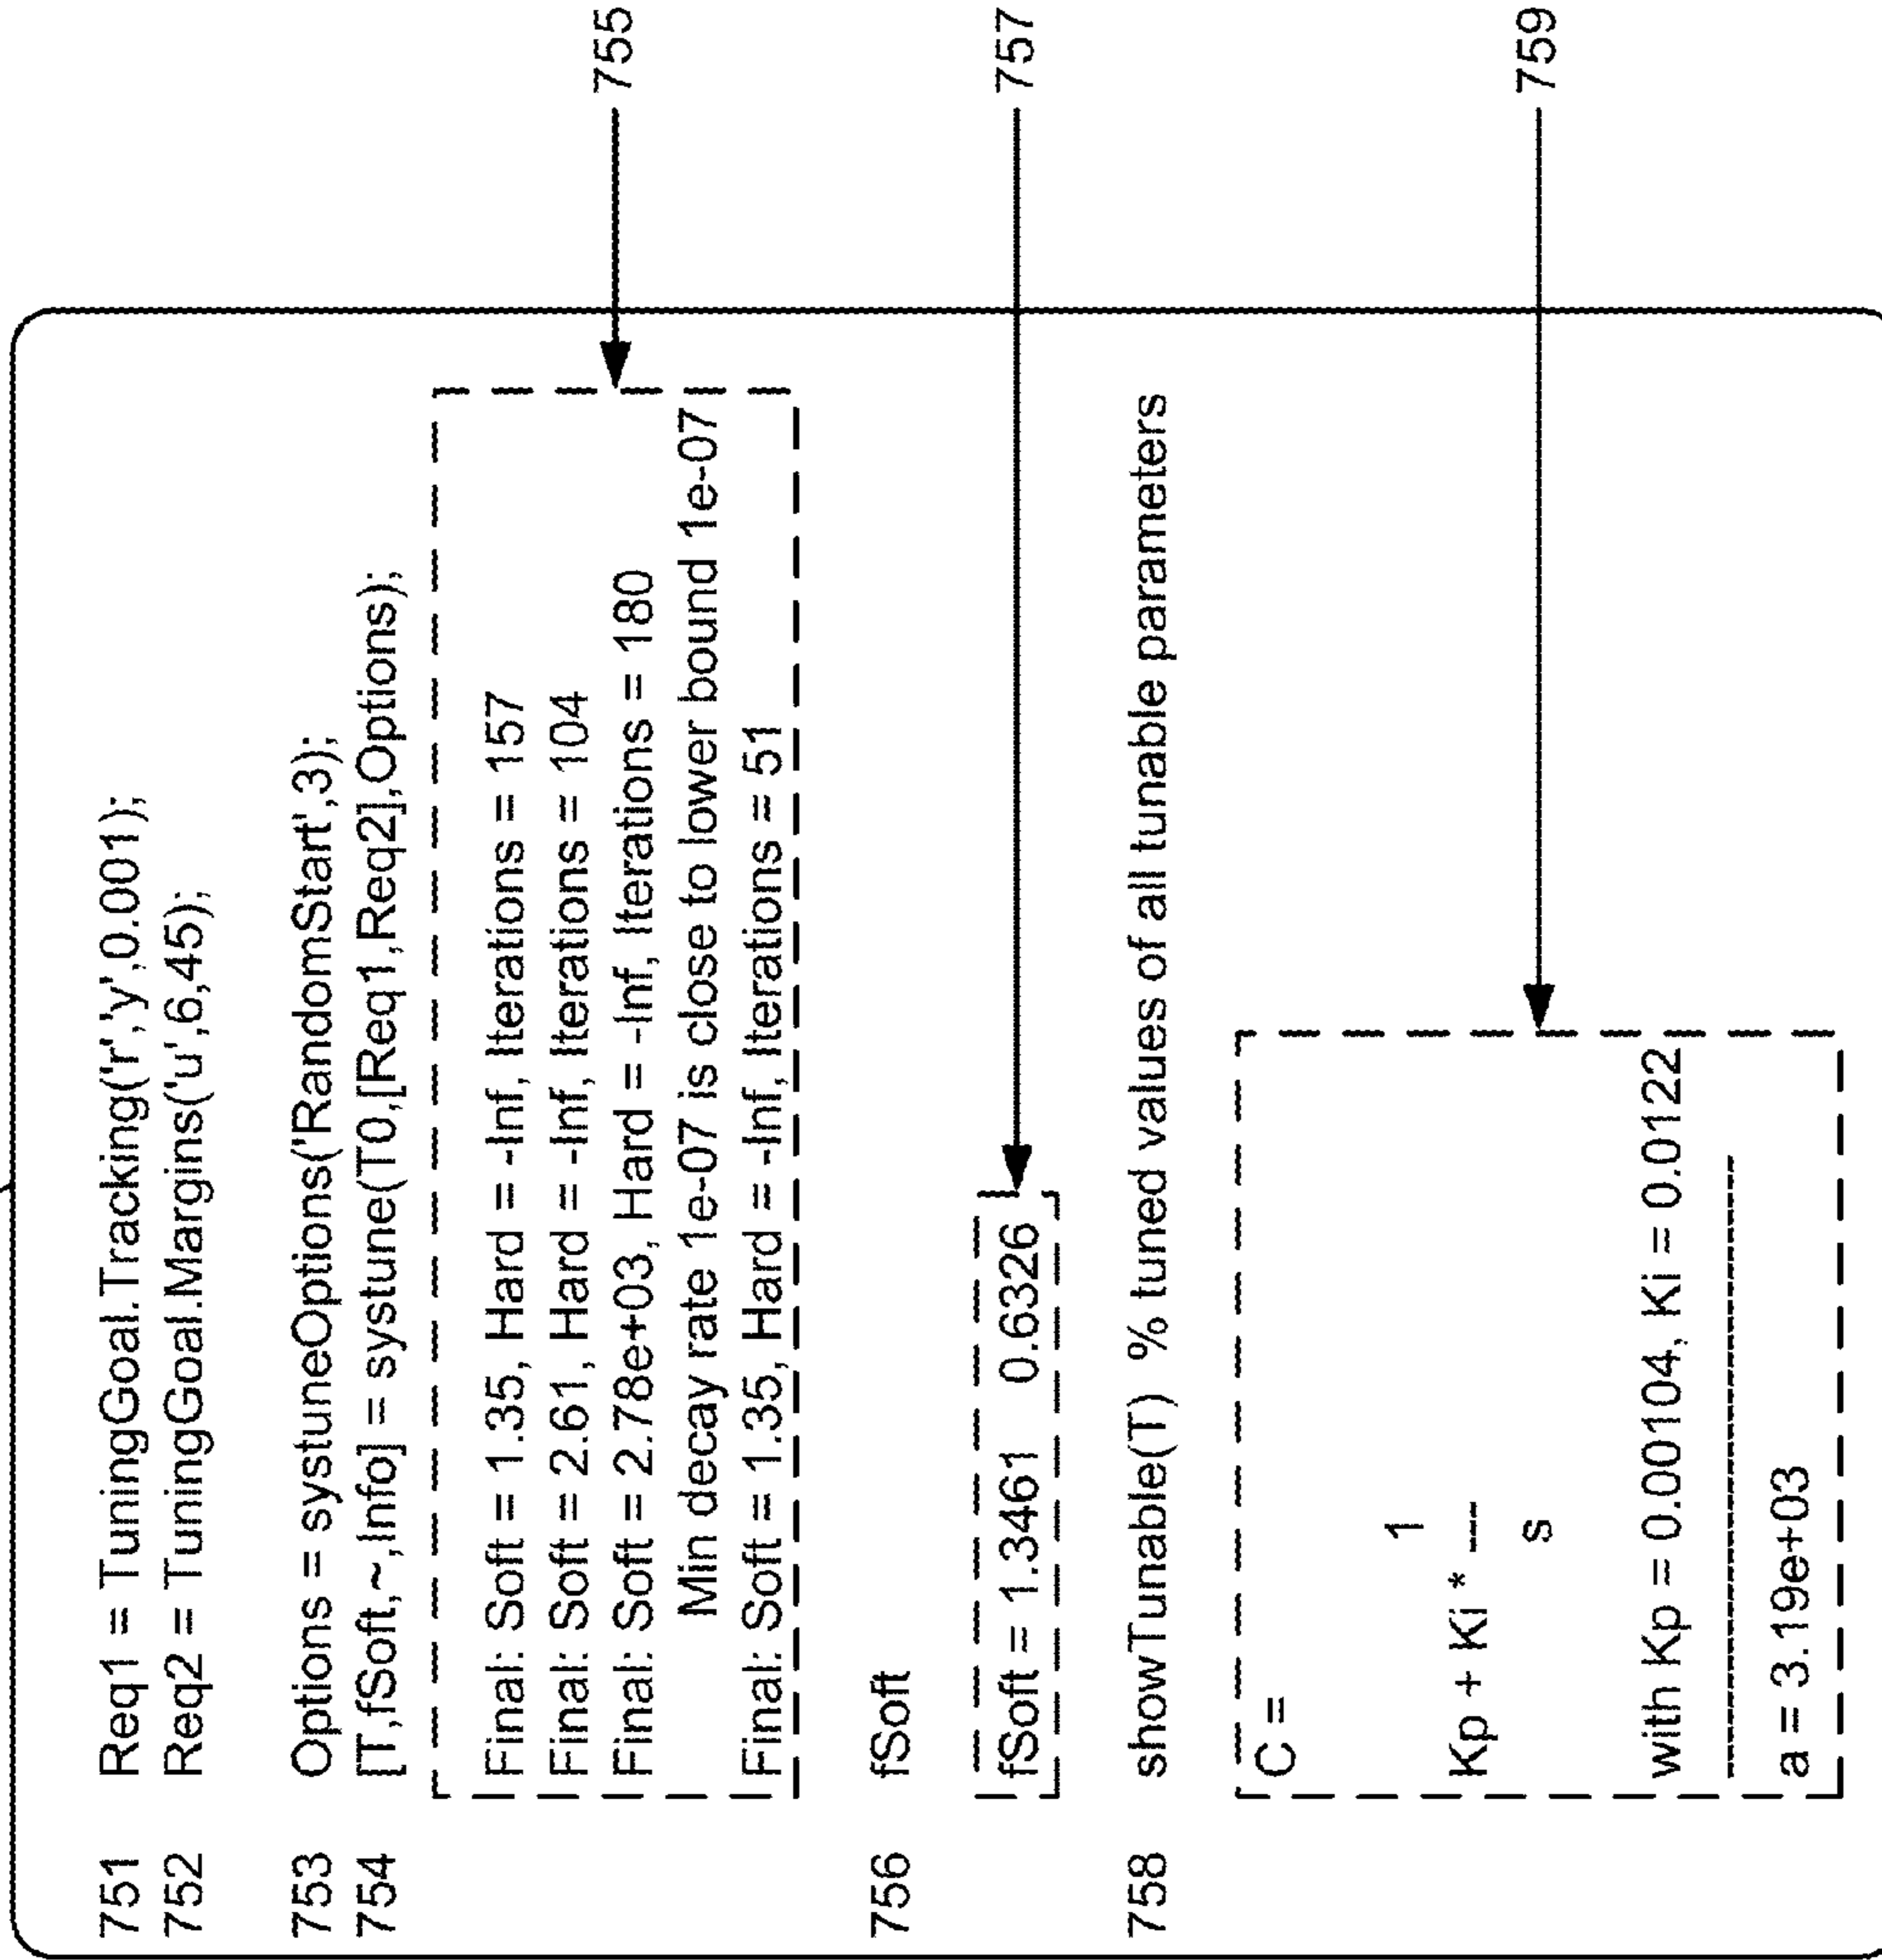 751 Req1 = TuningGoal.Tracking('r','y',0.001);
752 Req2 = TuningGoal.Margins('u',6,45);
753 Options = systuneOptions('RandomStart',3);
754 [T,fSoft,~,Info] = systune(T0,[Req1,Req2],Options);
Final: Soft = 1.35, Hard = -Inf, Iterations = 157
Final: Soft = 2.61, Hard = -Inf, Iterations = 104
Final: Soft = 2.78e+03, Hard = -Inf, Iterations = 180
Min decay rate 1e-07 is close to lower bound 1e-07
Final: Soft = 1.35, Hard = -Inf, Iterations = 51
755
756 fSoft
fSoft = 1.3461 0.6326
757
758 showTunable(T) % tuned values of all tunable parameters
C =
1
Kp + Ki * ---
s
with Kp = 0.00104, Ki = 0.0122
a = 3.19e+03
759